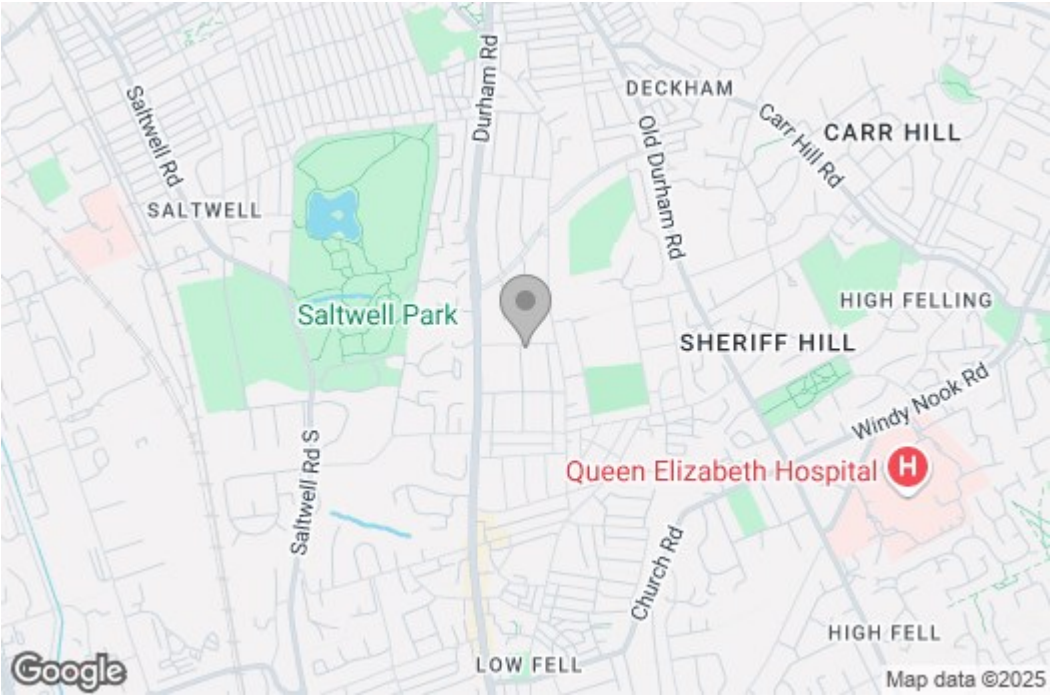 Durham Rd
DECKHAM
Saltwell Rd
Carr Hill Rd
CARR HILL
Old Durham Rd
SALTWELL
HIGH FELLING
Saltwell Park
SHERIFF HILL
Windy Nook Rd
Saltwell Rd S
Queen Elizabeth Hospital
H
Church Rd
HIGH FELL
LOW FELL
Google
Map data ©2025